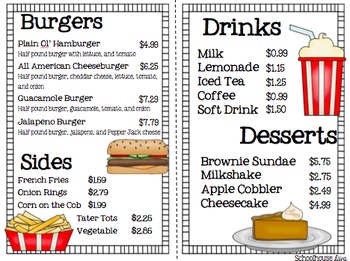 Burgers
Plain Ol' Hamburger $4.99
Half pound burger with lettuce, and tomato
All American Cheeseburger $6.25
Half pound burger, cheddar cheese, lettuce, tomato,
and onion
Guacamole Burger $7.29
Half pound burger, guacamole, tomato, and onion
Jalapeno Burger $7.79
Half pound burger, jalapeno, and Pepper Jack cheese
Sides
French Fries $1.69
Onion Rings $2.79
Corn on the Cob $1.99
Tater Tots $2.25
Vegetable $2.85
Drinks
Milk $0.99
Lemonade $1.15
Iced Tea $1.25
Coffee $0.99
Soft Drink $1.50
Desserts
Brownie Sundae $5.75
Milkshake $2.75
Apple Cobbler $2.49
Cheesecake $4.99
Schoolhouse Diva